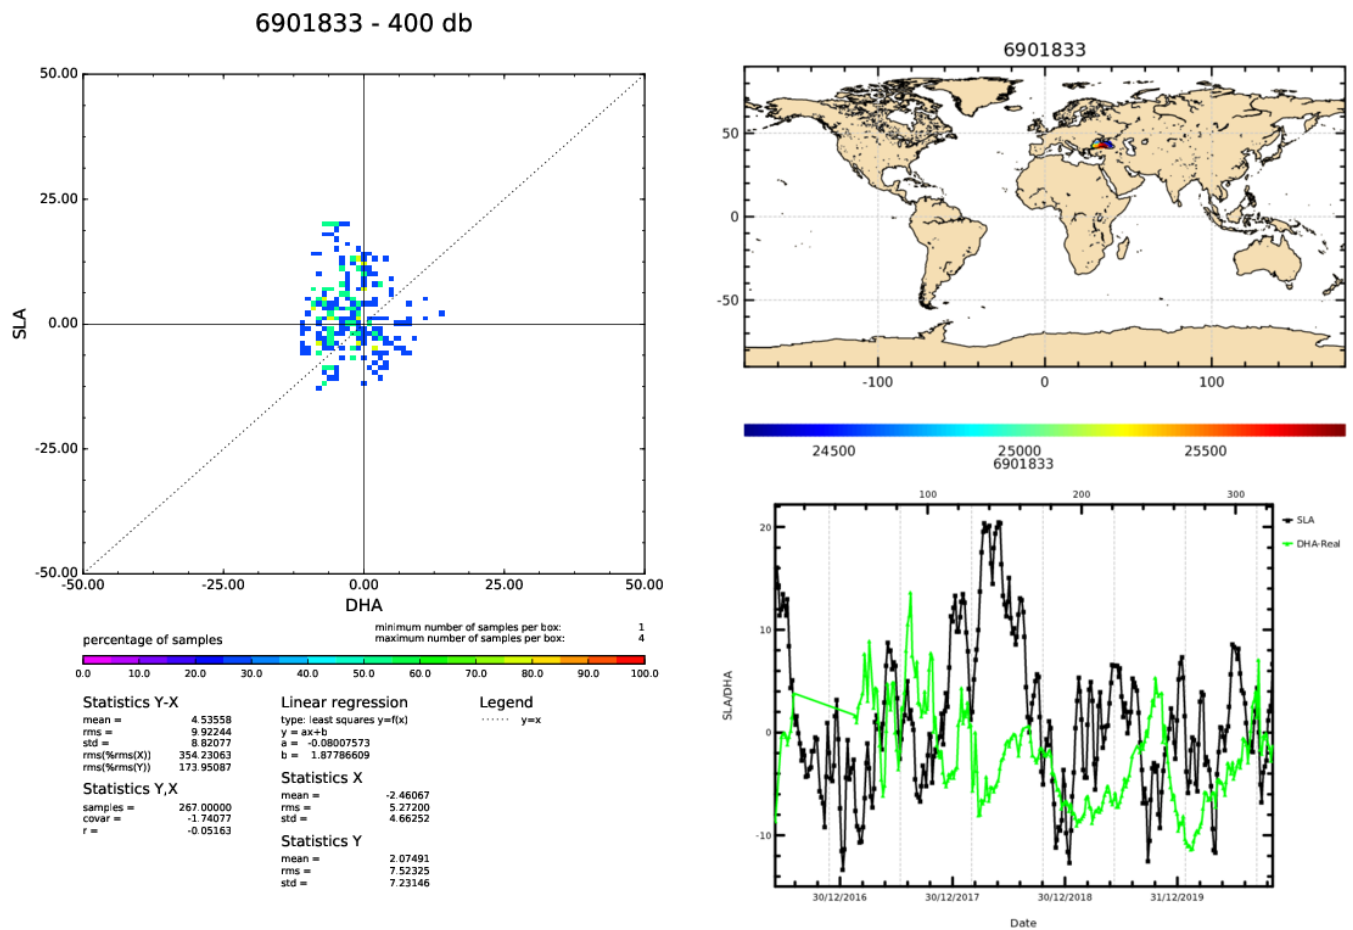 6901833 - 400 db
50.00
25.00
0.00
-25.00
-50.00
SLA
-50.00 -25.00 0.00 25.00 50.00
DHA
minimum number of samples per box: 1
maximum number of samples per box: 4
percentage of samples
0.0 10.0 20.0 30.0 40.0 50.0 60.0 70.0 80.0 90.0 100.0
Statistics Y-X
mean = 4.53558
rms = 9.92244
std = 8.82077
rms(%rms(X)) 354.23063
rms(%rms(Y)) 173.95087
Statistics Y,X
samples = 267.00000
covar = -1.74077
r = -0.05163
Linear regression
type: least squares y=f(x)
y = ax+b
a = -0.08007573
b = 1.87786609
Statistics X
mean = -2.46067
rms = 5.27200
std = 4.66252
Statistics Y
mean = 2.07491
rms = 7.52325
std = 7.23146
Legend
y=x
6901833
50
0
-50
-100 0 100
24500 25000 25500
6901833
100 200 300
20
10
0
-10
SLA/DHA
SLA
DHA-Real
30/12/2016 30/12/2017 30/12/2018 31/12/2019
Date